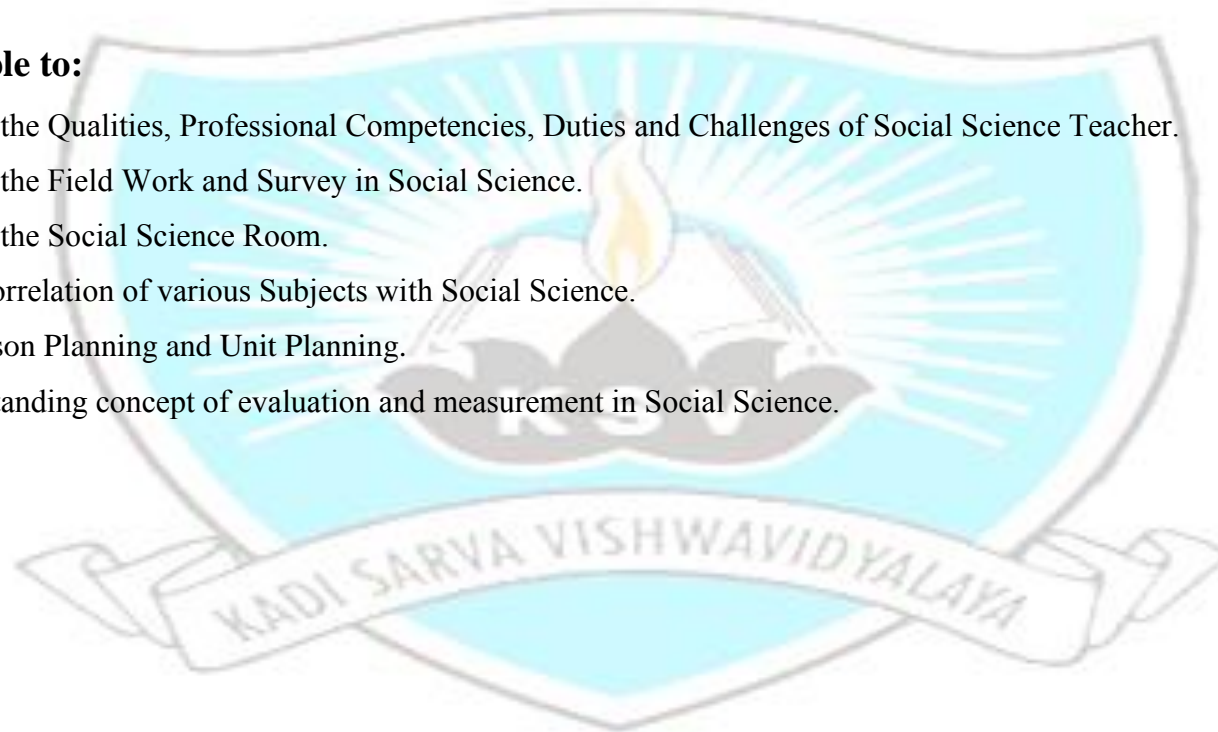 ble to:
the Qualities, Professional Competencies, Duties and Challenges of Social Science Teacher.
the Field Work and Survey in Social Science.
the Social Science Room.
orrelation of various Subjects with Social Science.
son Planning and Unit Planning.
tanding concept of evaluation and measurement in Social Science.
KSV
KADI SARVA VISHWAVIDYALAYA